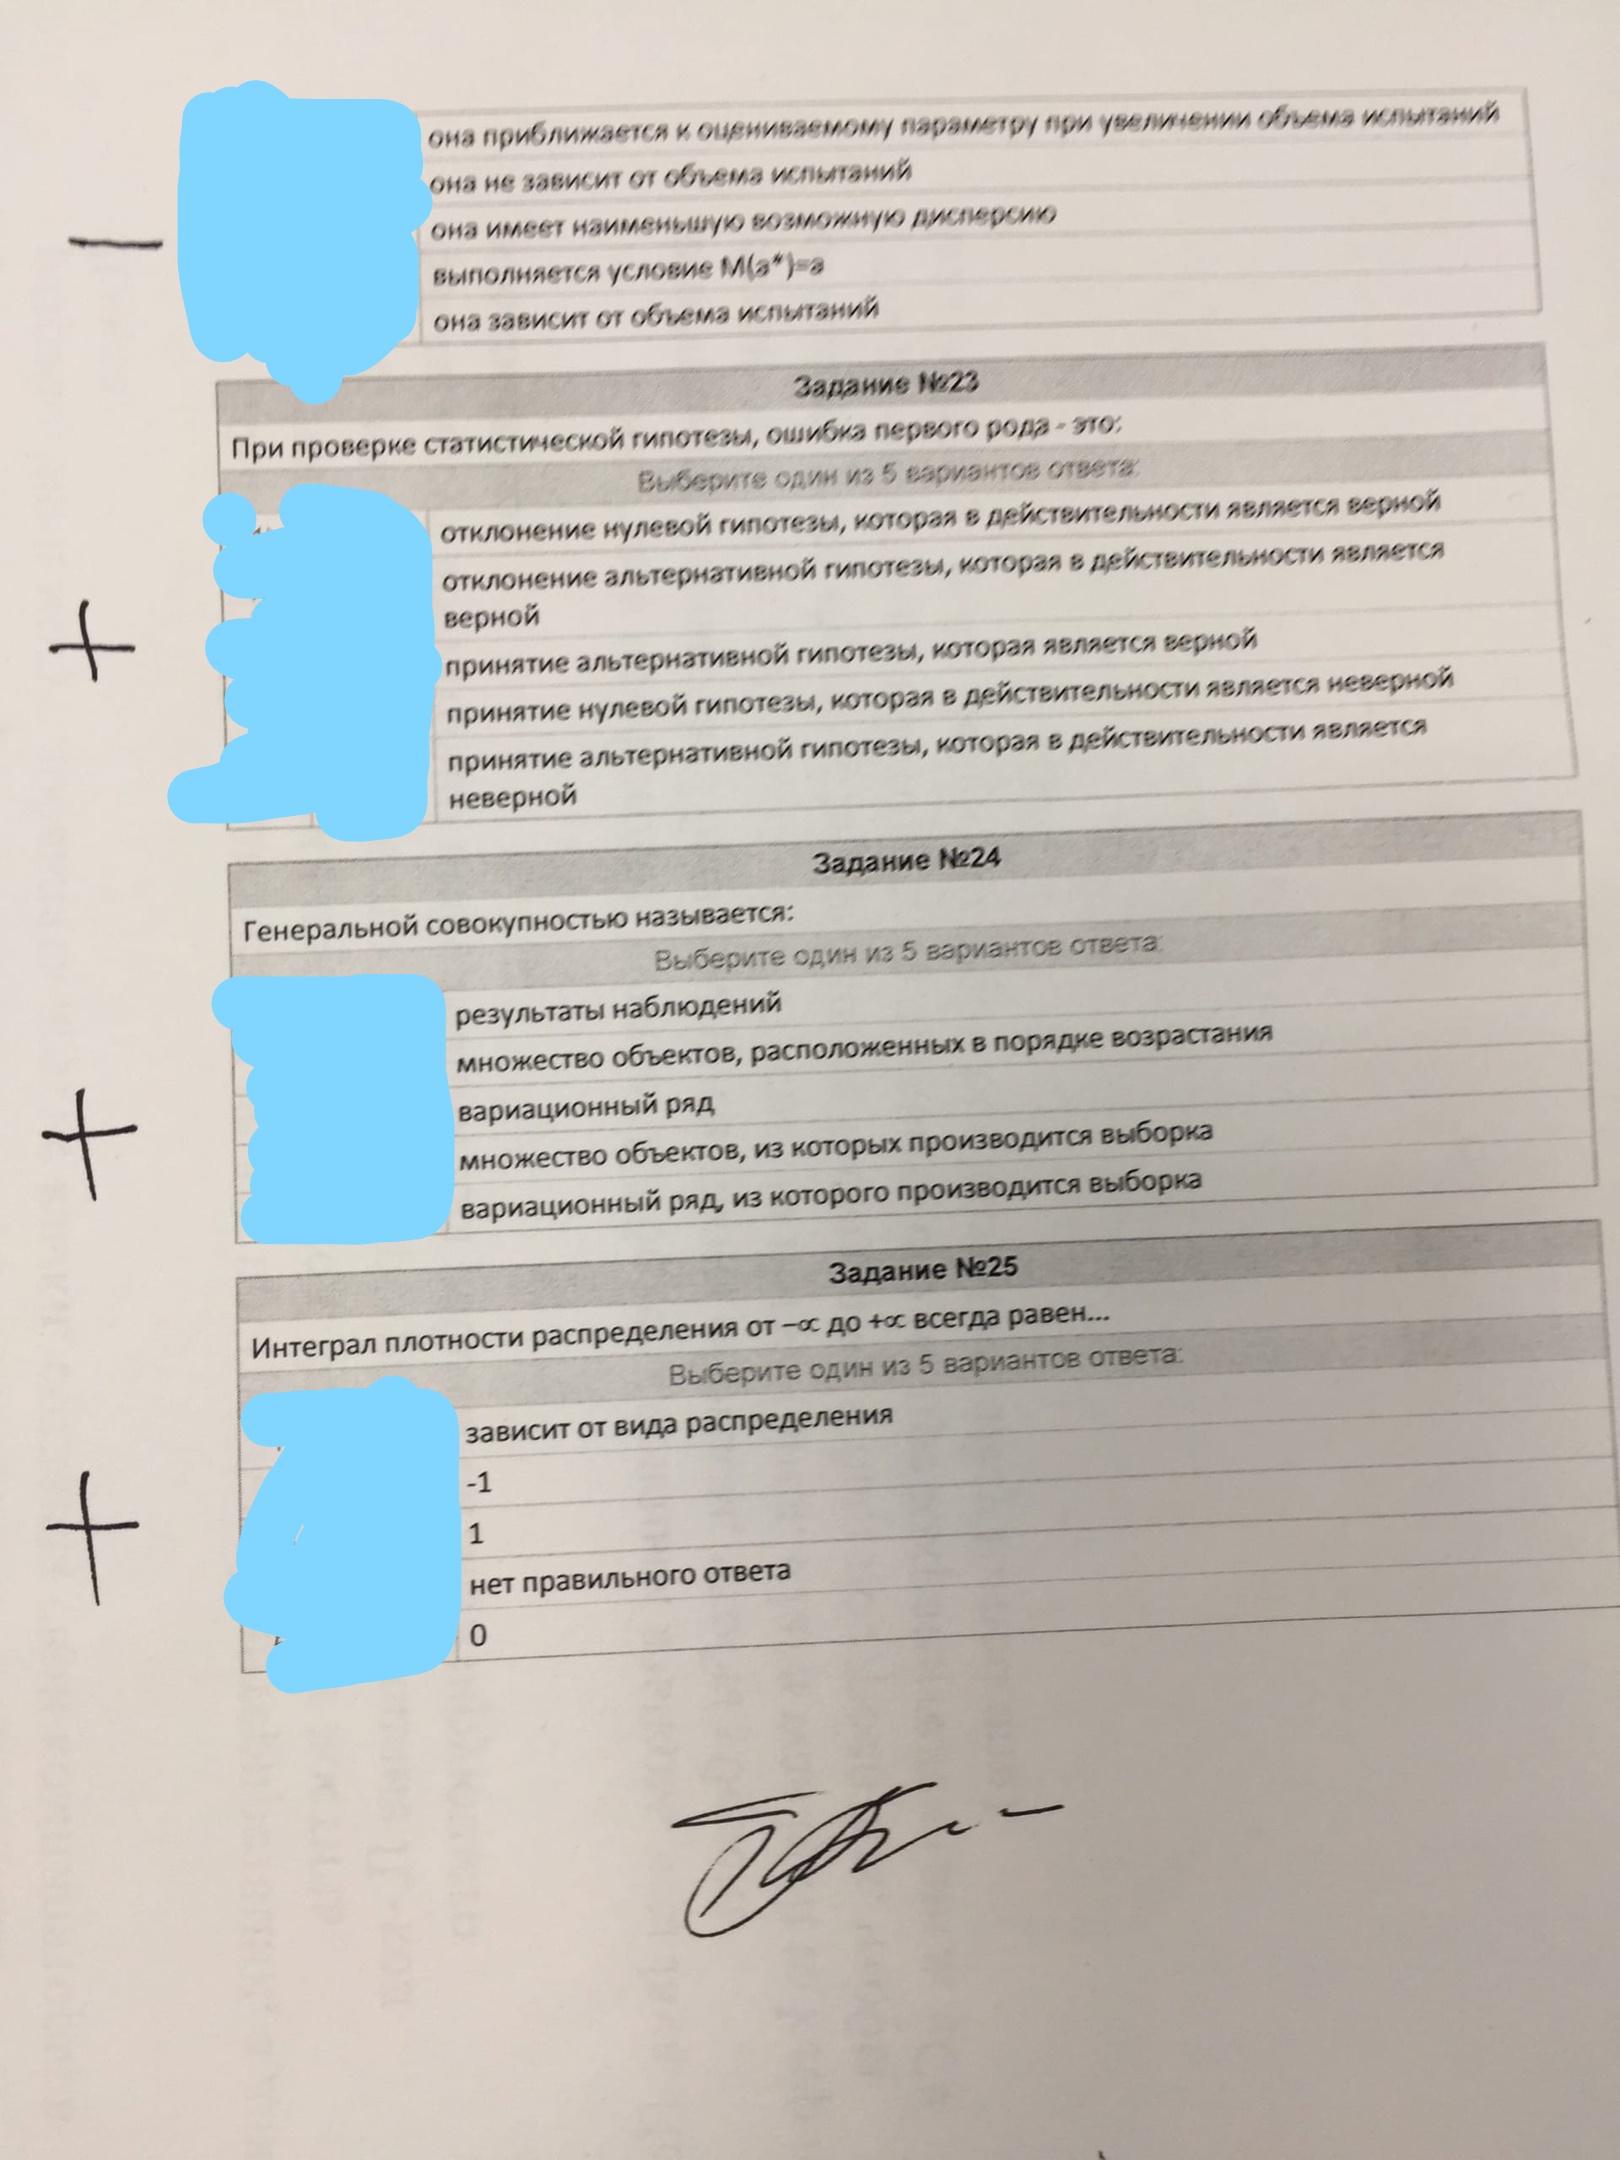 она приближается к оцениваемому параметру при увеличении объема испытаний
она не зависит от объема испытаний
она имеет наименьшую возможную дисперсию
выполняется условие M(a*)=a
она зависит от объема испытаний
Задание №23
При проверке статистической гипотезы, ошибка первого рода - это:
Выберите один из 5 вариантов ответа:
отклонение нулевой гипотезы, которая в действительности является верной
отклонение альтернативной гипотезы, которая в действительности является
верной
принятие альтернативной гипотезы, которая является верной
принятие нулевой гипотезы, которая в действительности является неверной
принятие альтернативной гипотезы, которая в действительности является
неверной
Задание №24
Генеральной совокупностью называется:
Выберите один из 5 вариантов ответа:
результаты наблюдений
множество объектов, расположенных в порядке возрастания
вариационный ряд
множество объектов, из которых производится выборка
вариационный ряд, из которого производится выборка
Задание №25
Интеграл плотности распределения от −∝ до +∝ всегда равен...
Выберите один из 5 вариантов ответа:
зависит от вида распределения
-1
1
нет правильного ответа
0